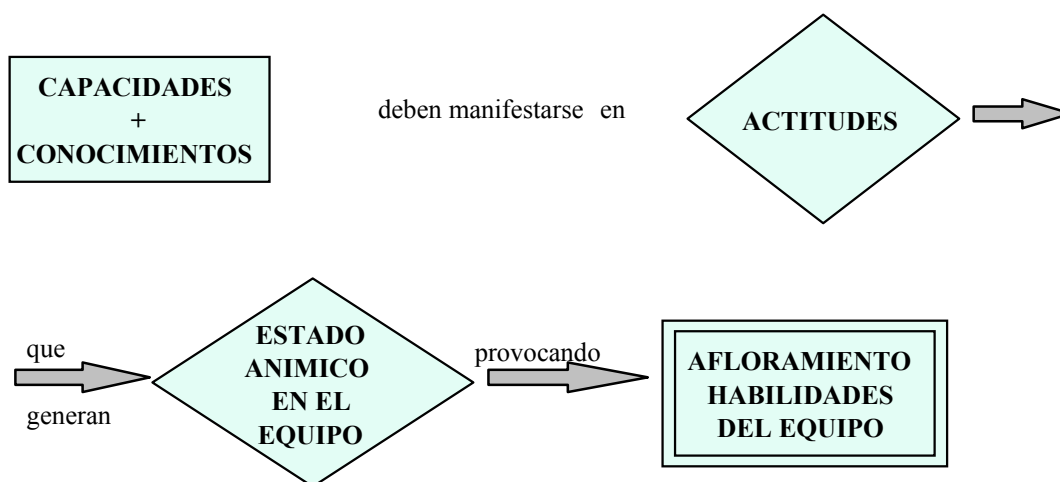 CAPACIDADES
+
CONOCIMIENTOS
deben manifestarse en
ACTITUDES
que
generan
ESTADO
ANIMICO
EN EL
EQUIPO
provocando
AFLORAMIENTO
HABILIDADES
DEL EQUIPO